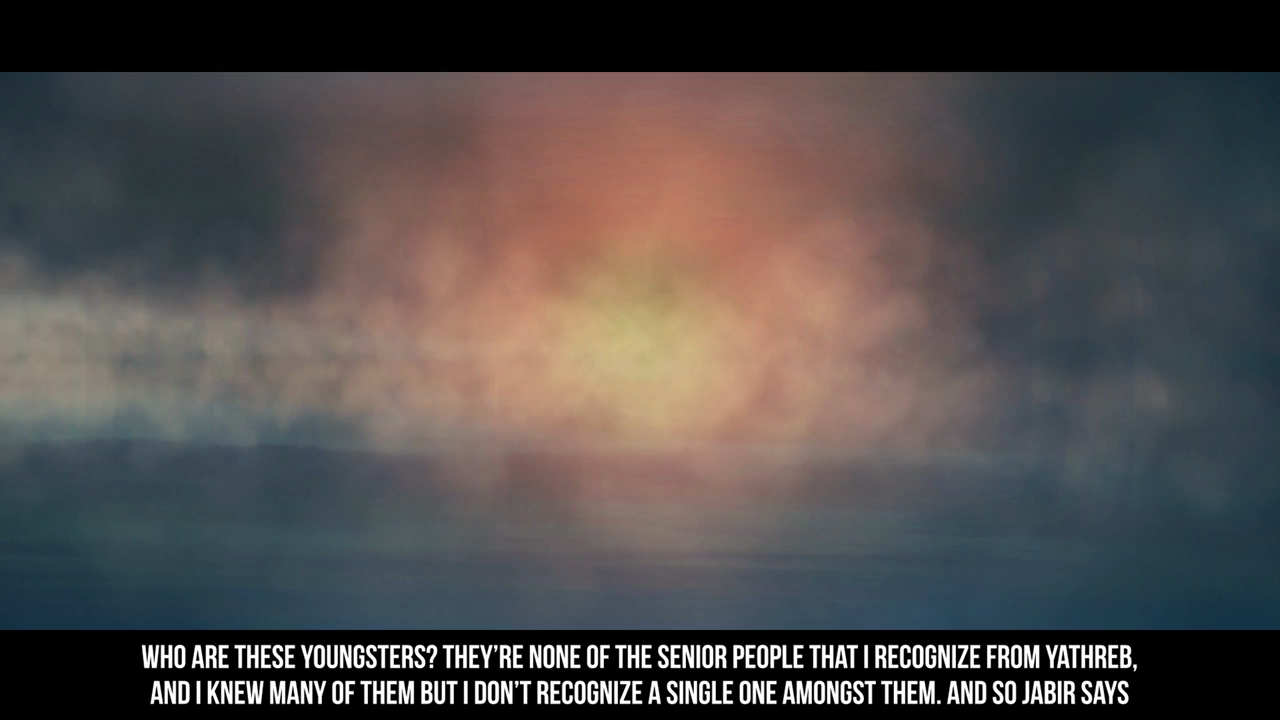 WHO ARE THESE YOUNGSTERS? THEY'RE NONE OF THE SENIOR PEOPLE THAT I RECOGNIZE FROM YATHREB,
AND I KNEW MANY OF THEM BUT I DON'T RECOGNIZE A SINGLE ONE AMONGST THEM. AND SO JABIR SAYS